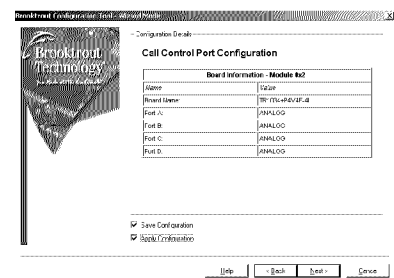 Brooktrout Configuration Tool - Wizard Mode
Brooktrout
Technology
Configuration Details
Call Control Port Configuration
Board Information - Module 0x2
Name Value
Board Name:
Port A: ANALOG
Port B: ANALOG
Port C: ANALOG
Port D: ANALOG
Save Configuration
Apply Configuration
Help < Back Next > Cancel